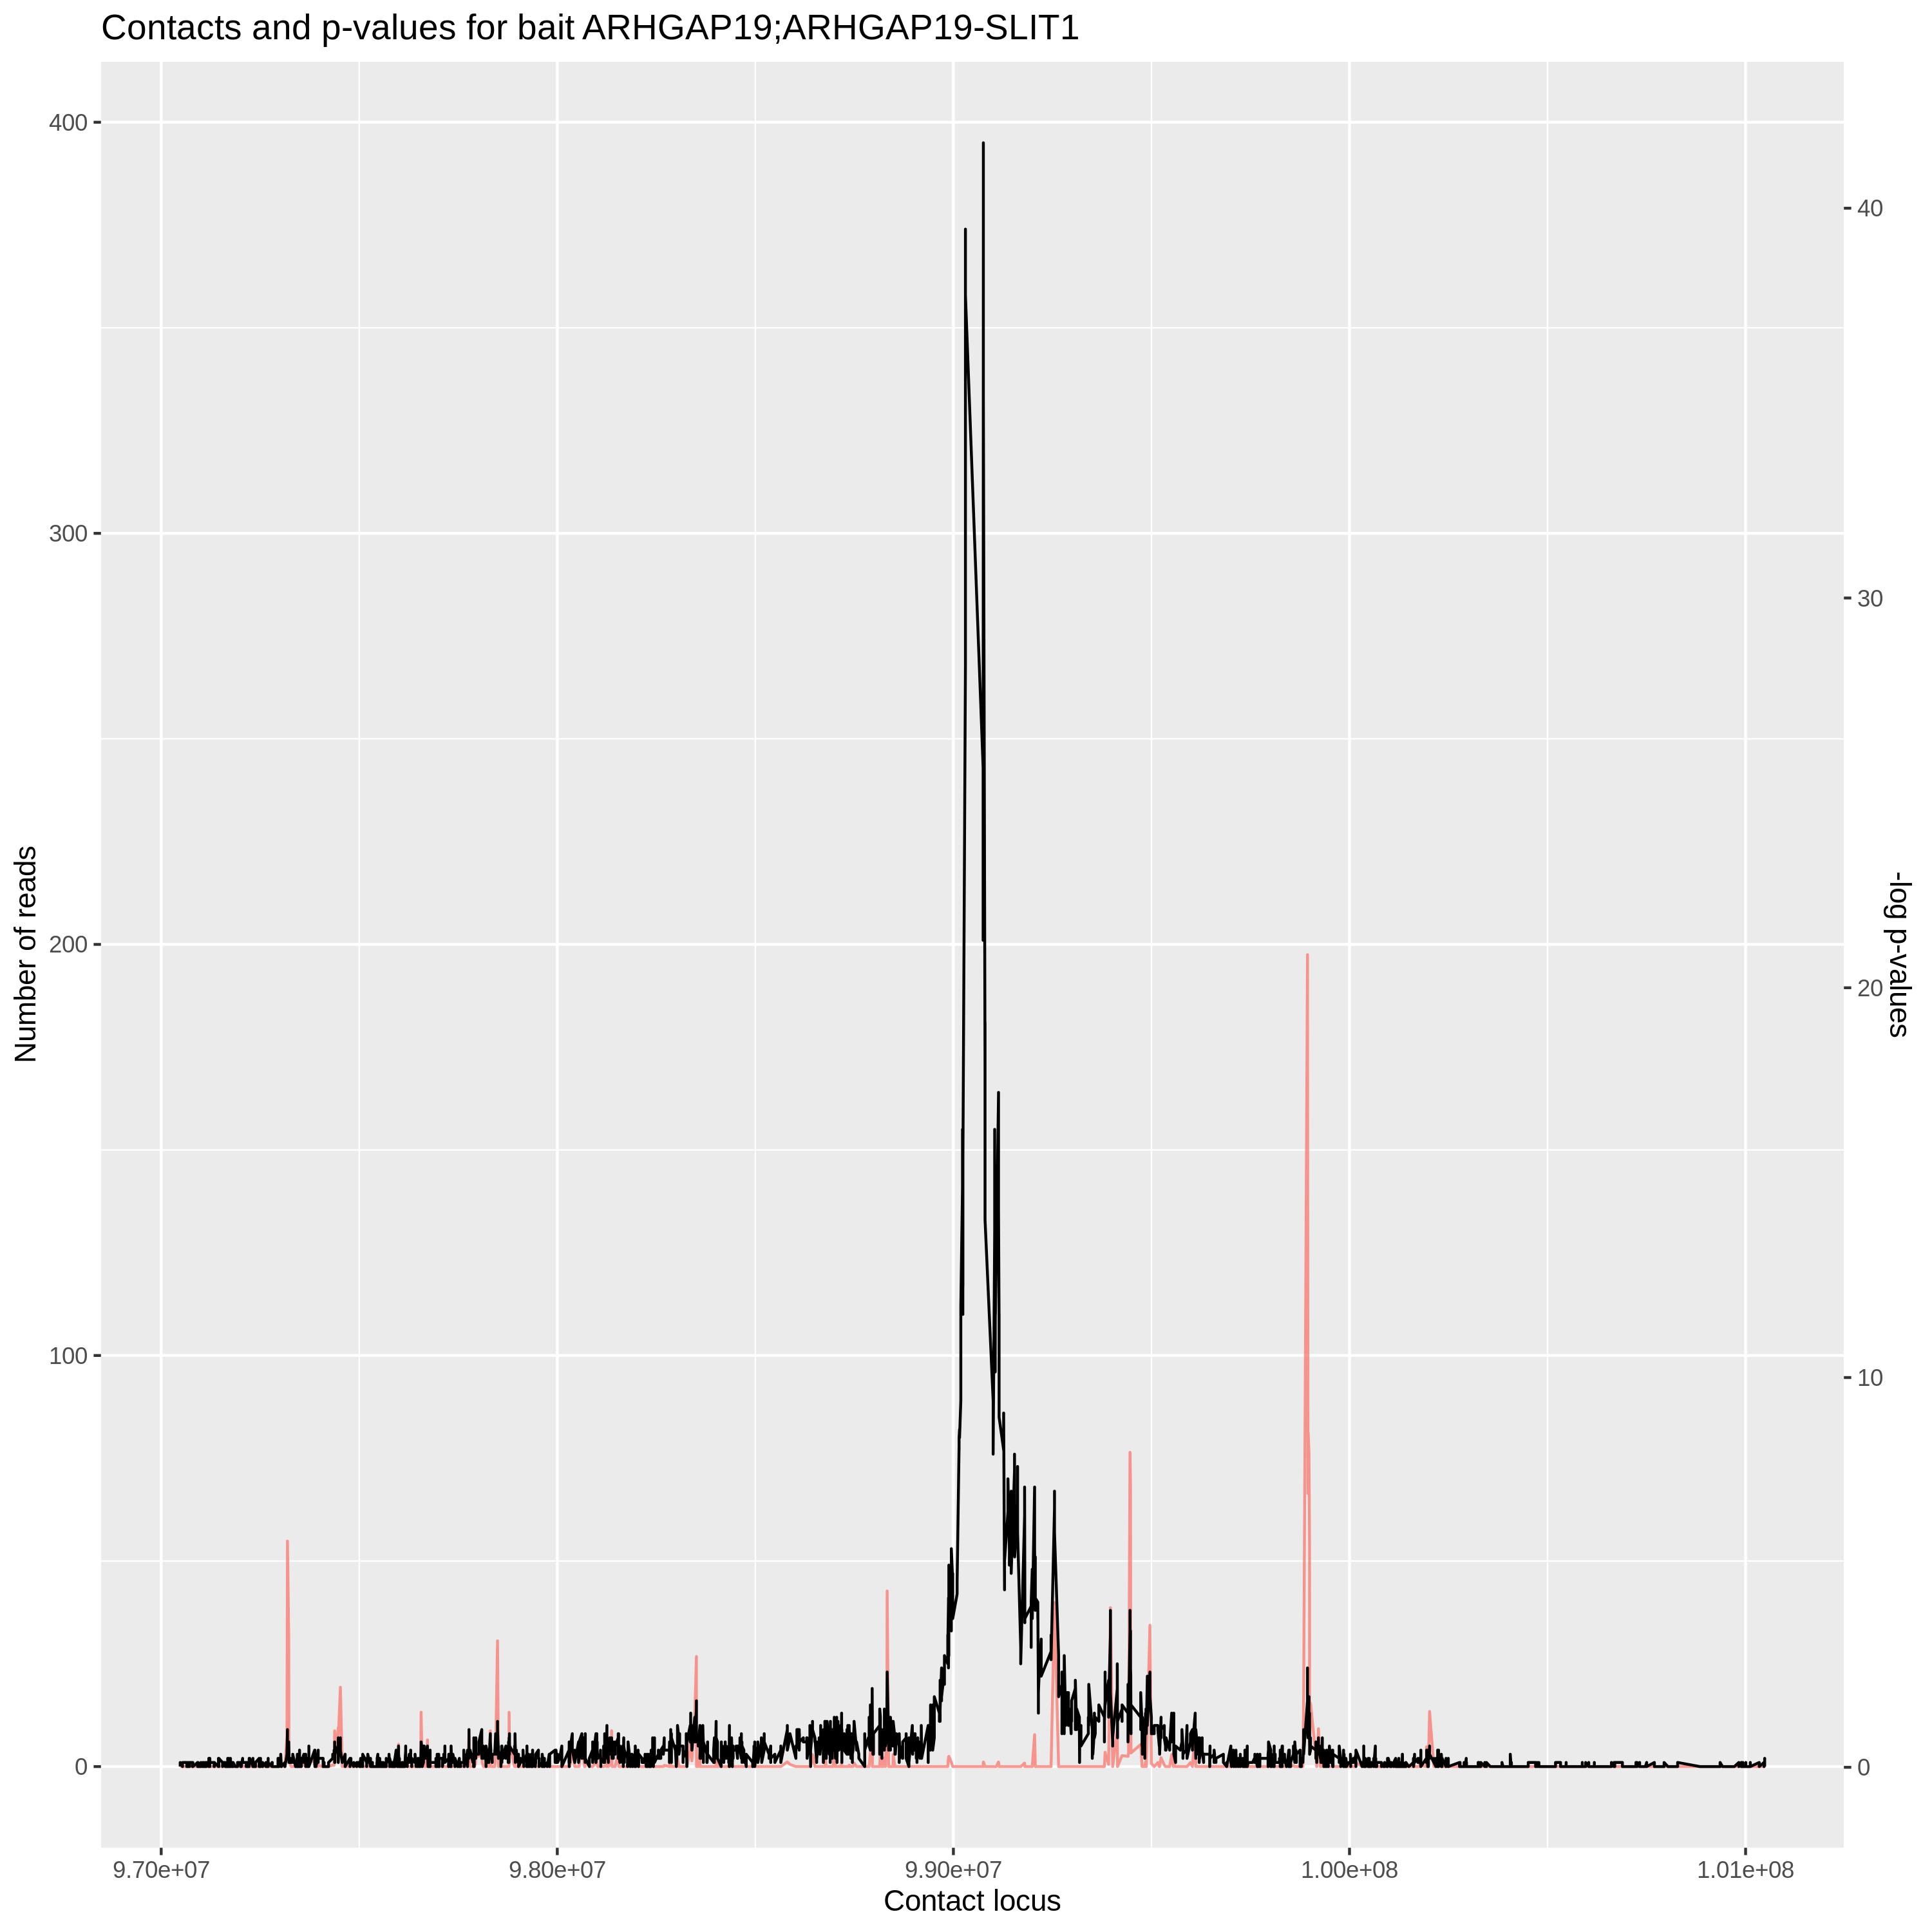 Contacts and p-values for bait ARHGAP19;ARHGAP19-SLIT1
400
300
200
100
0
Number of reads
40
30
20
10
0
-log p-values
9.70e+07
9.80e+07
9.90e+07
1.00e+08
1.01e+08
Contact locus